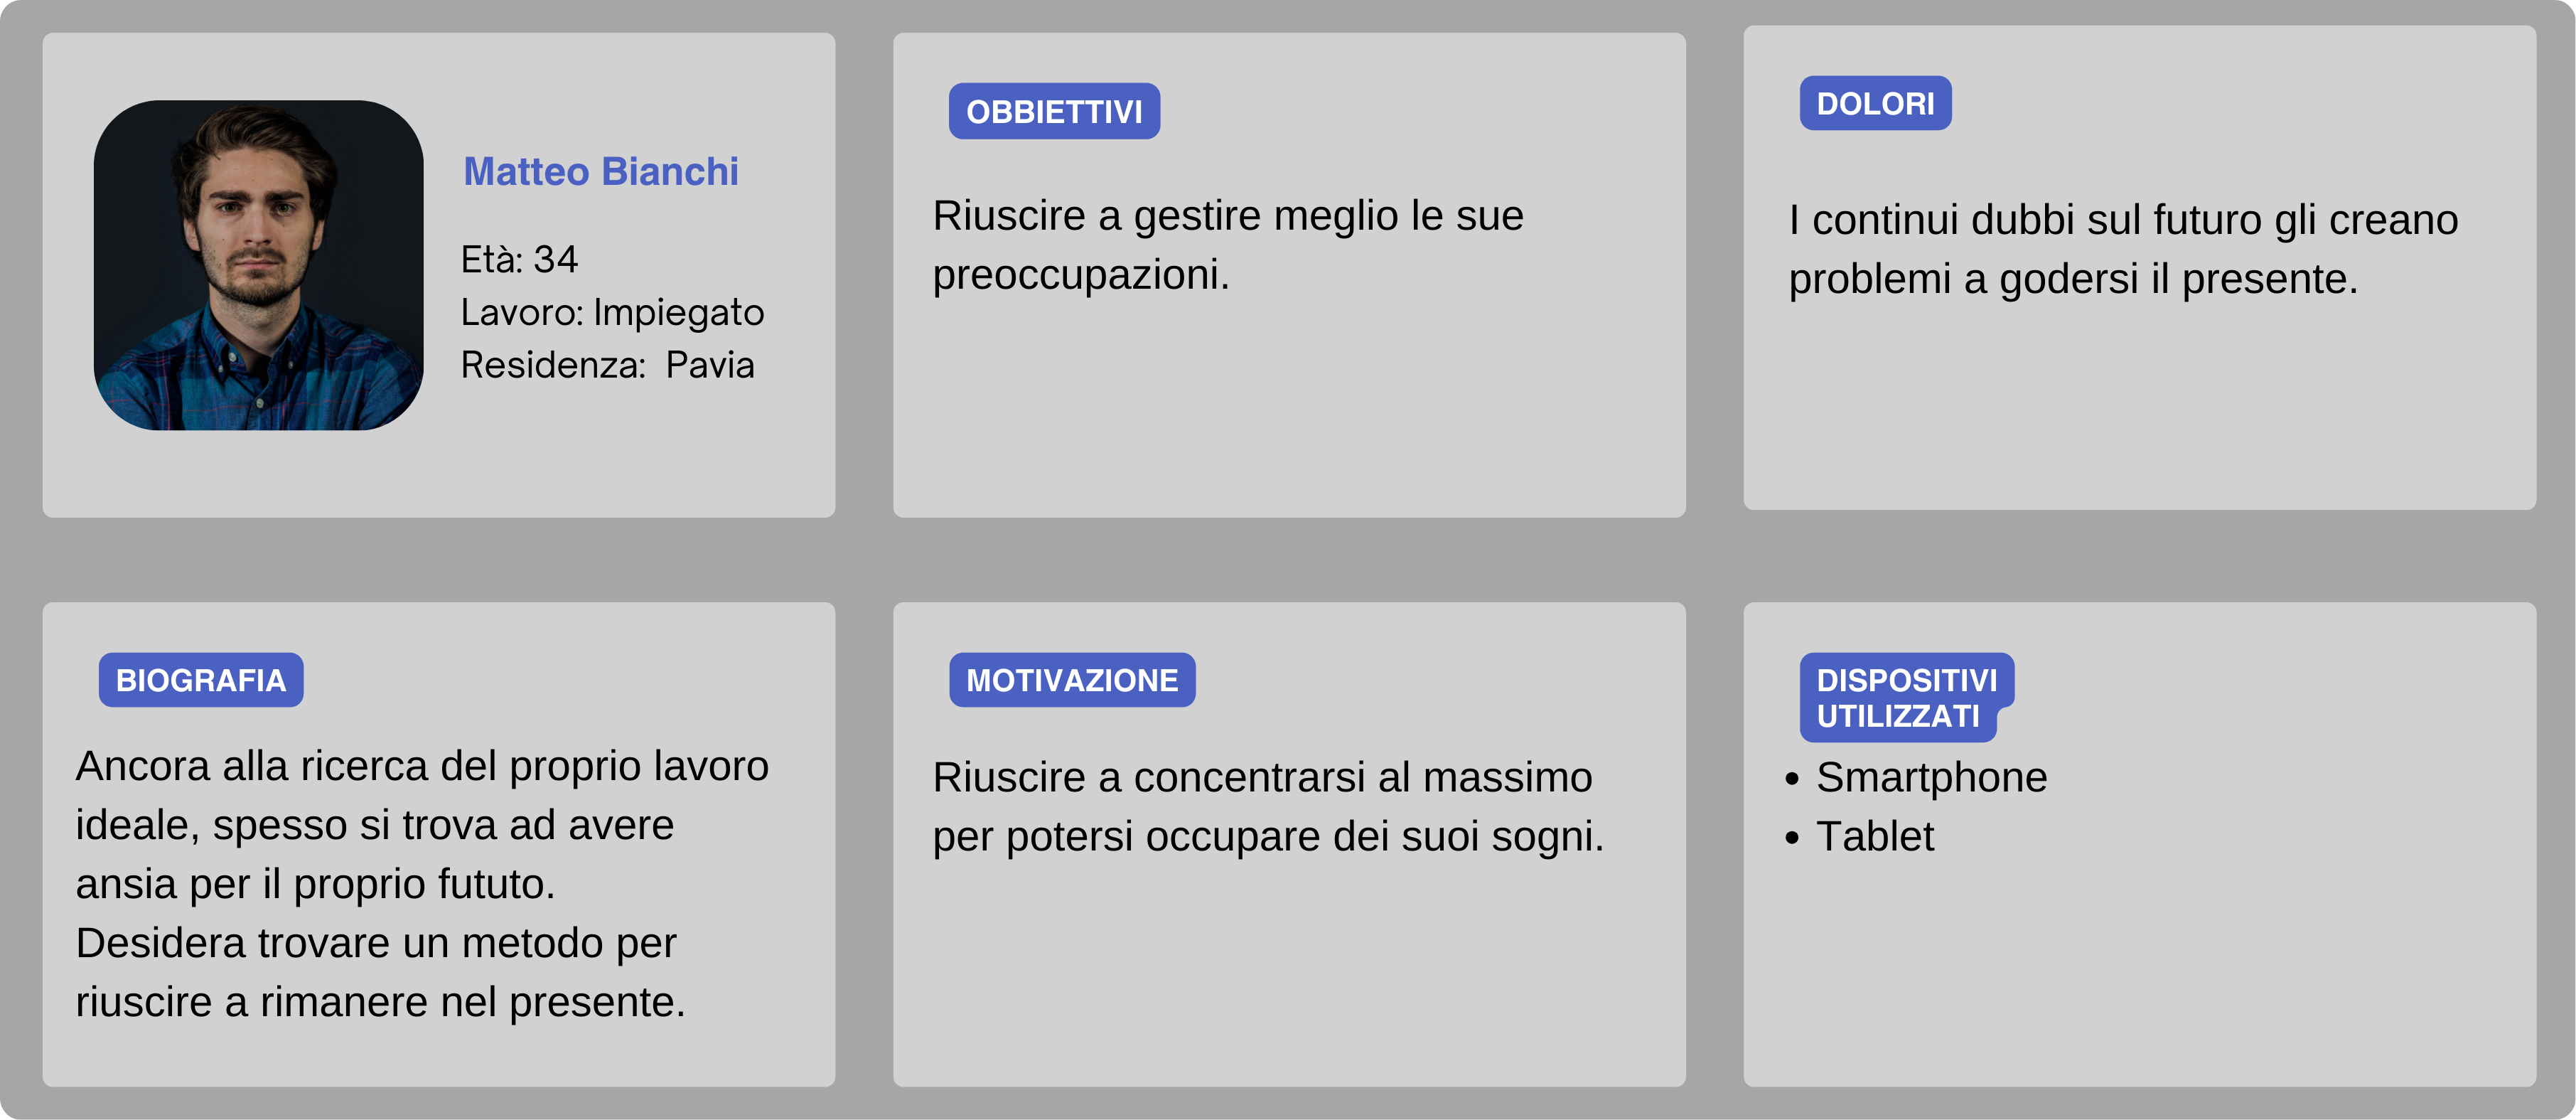 Matteo Bianchi
Età: 34
Lavoro: Impiegato
Residenza: Pavia
OBBIETTIVI
Riuscire a gestire meglio le sue
preoccupazioni.
DOLORI
I continui dubbi sul futuro gli creano
problemi a godersi il presente.
BIOGRAFIA
Ancora alla ricerca del proprio lavoro
ideale, spesso si trova ad avere
ansia per il proprio fututo.
Desidera trovare un metodo per
riuscire a rimanere nel presente.
MOTIVAZIONE
Riuscire a concentrarsi al massimo
per potersi occupare dei suoi sogni.
DISPOSITIVI
UTILIZZATI
• Smartphone
• Tablet